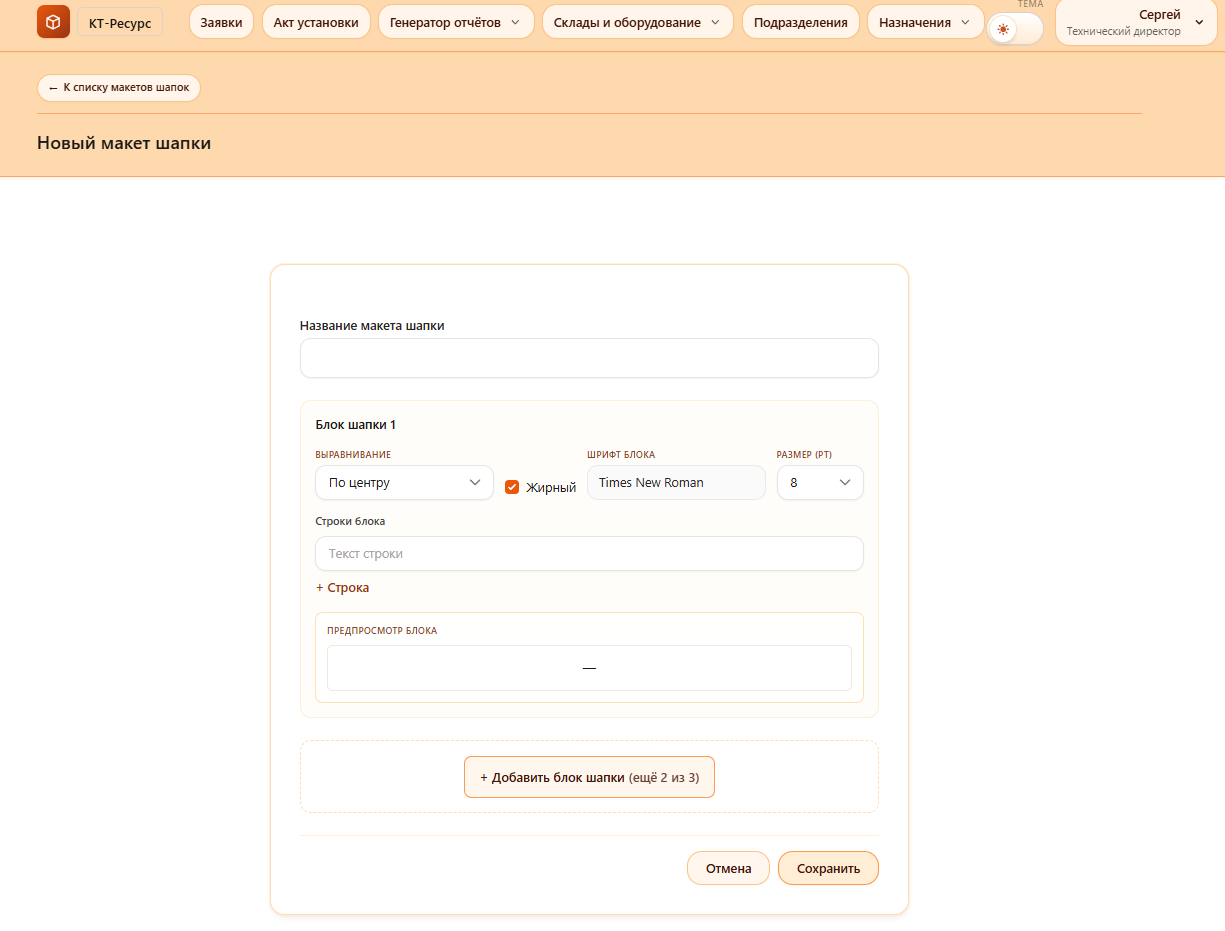 КТ-Ресурс
Заявки
Акт установки
Генератор отчётов
Склады и оборудование
Подразделения
Назначения
ТЕМА
Сергей
Технический директор
← К списку макетов шапок
Новый макет шапки
Название макета шапки
Блок шапки 1
ВЫРАВНИВАНИЕ
По центру
Жирный
ШРИФТ БЛОКА
Times New Roman
РАЗМЕР (PT)
8
Строки блока
Текст строки
+ Строка
ПРЕДПРОСМОТР БЛОКА
—
+ Добавить блок шапки (ещё 2 из 3)
Отмена
Сохранить